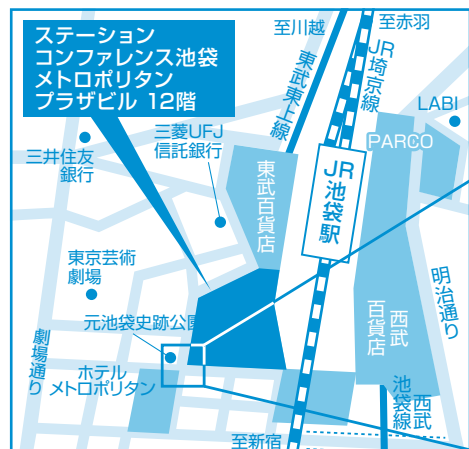 ステーション
コンファレンス池袋
メトロポリタン
プラザビル 12階
至川越
至赤羽
東武東上線
JR埼京線
LABI
PARCO
三菱UFJ
信託銀行
三井住友
銀行
東武百貨店
JR池袋駅
東京芸術
劇場
明治通り
西武
百貨店
元池袋史跡公園
劇場通り
ホテル
メトロポリタン
西武
池袋線
至新宿